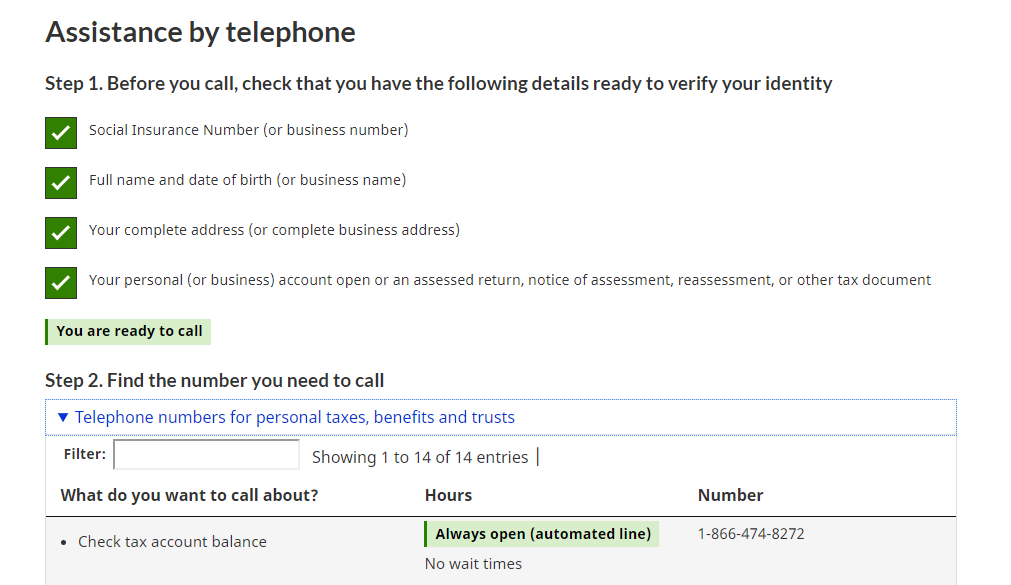 Assistance by telephone
Step 1. Before you call, check that you have the following details ready to verify your identity
Social Insurance Number (or business number)
Full name and date of birth (or business name)
Your complete address (or complete business address)
Your personal (or business) account open or an assessed return, notice of assessment, reassessment, or other tax document
You are ready to call
Step 2. Find the number you need to call
▼ Telephone numbers for personal taxes, benefits and trusts
Filter: Showing 1 to 14 of 14 entries |
What do you want to call about? Hours Number
• Check tax account balance Always open (automated line) 1-866-474-8272
No wait times